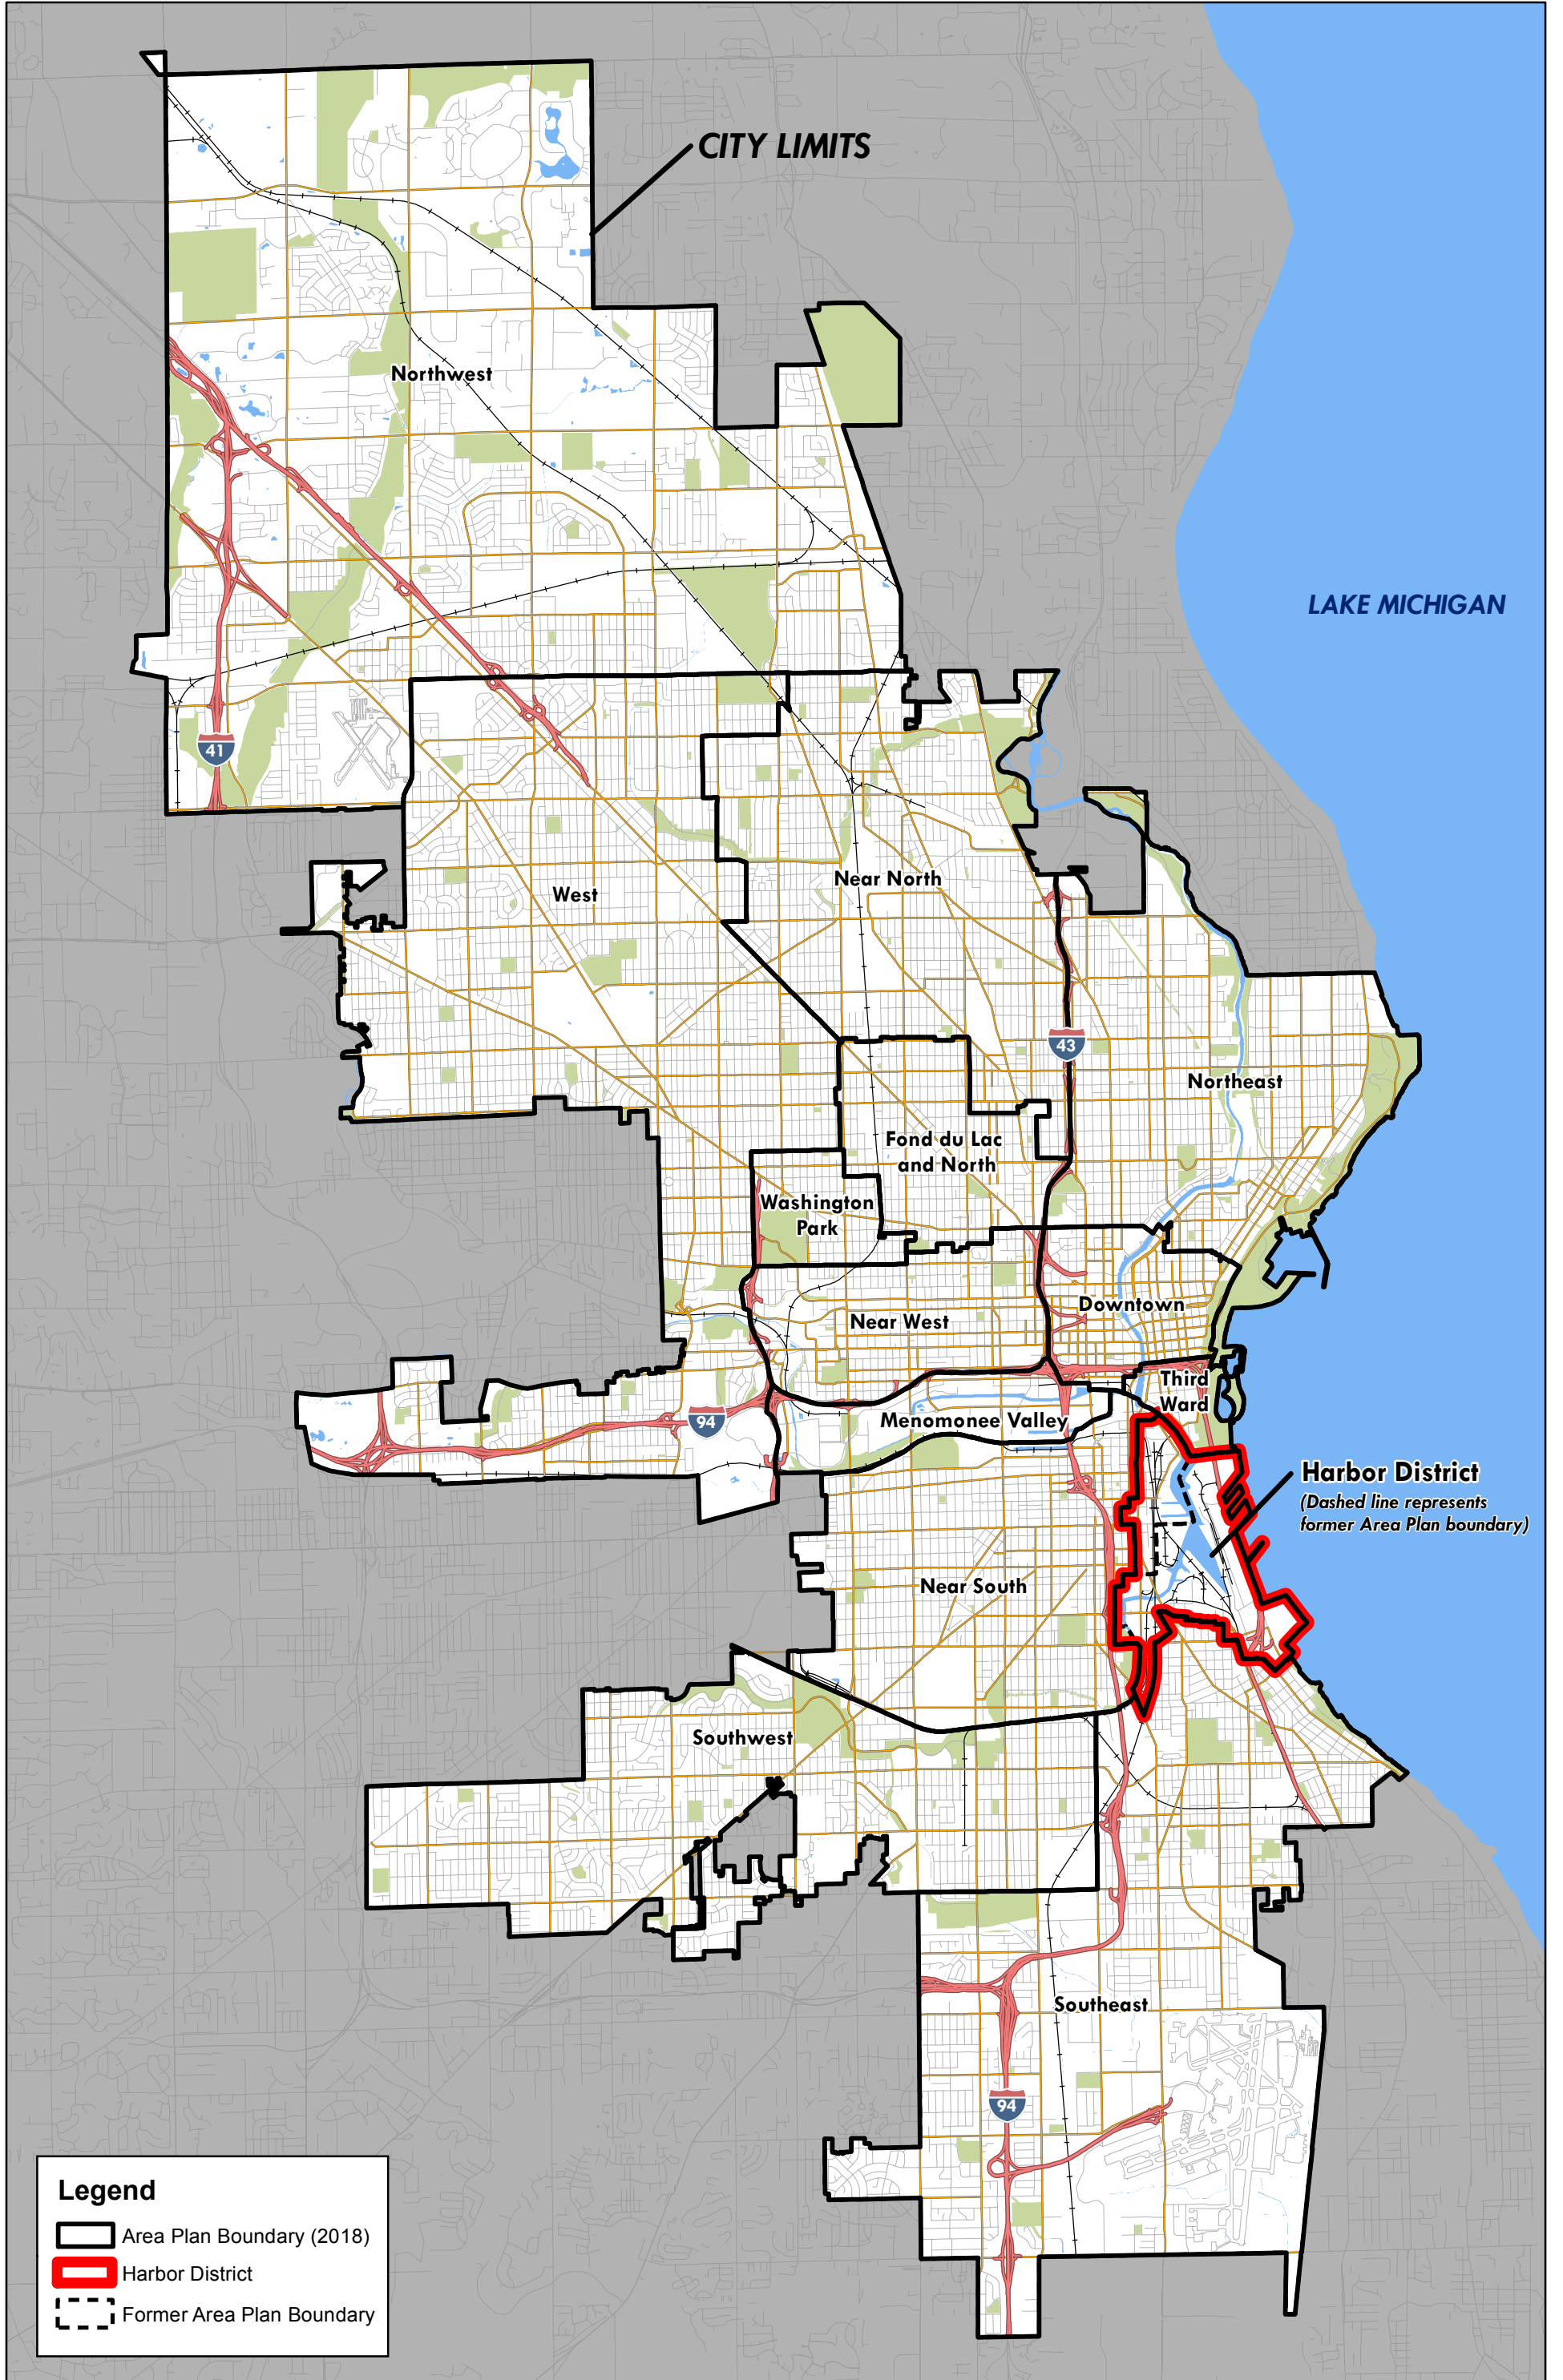 CITY LIMITS
Northwest
LAKE MICHIGAN
41
West
Near North
43
Northeast
Fond du Lac
and North
Washington
Park
Downtown
Near West
Third
Ward
94
Menomonee Valley
Harbor District
(Dashed line represents
former Area Plan boundary)
Near South
Southwest
Southeast
94
Legend
Area Plan Boundary (2018)
Harbor District
Former Area Plan Boundary